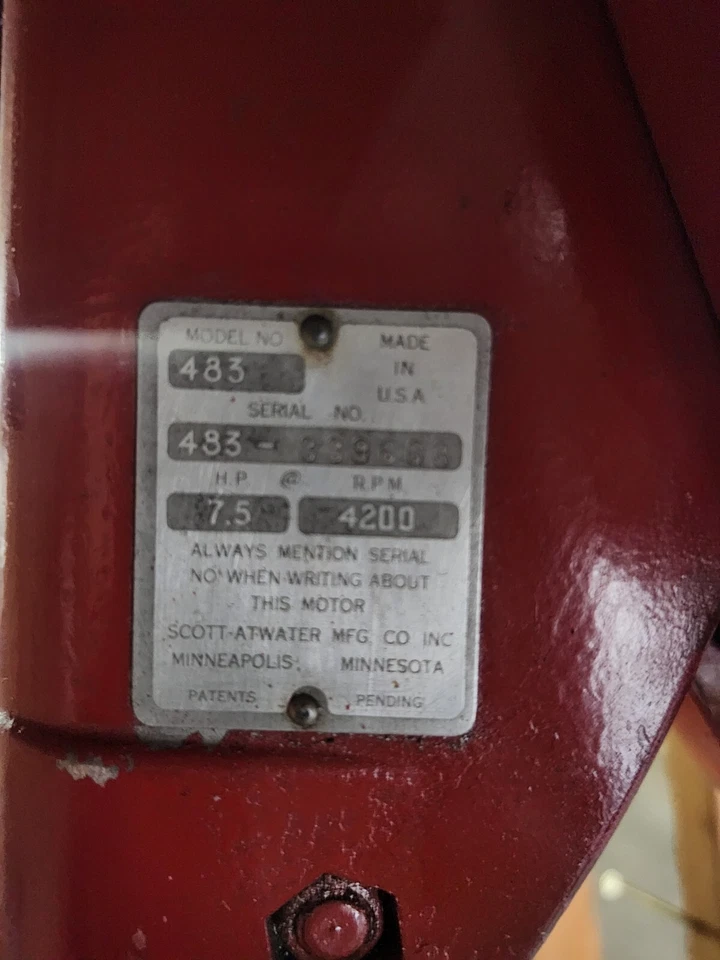 MODEL NO
MADE
IN
U.S.A
483
SERIAL NO.
483 -
H.P. @ R.P.M.
7.5 4200
ALWAYS MENTION SERIAL
NO WHEN WRITING ABOUT
THIS MOTOR
SCOTT-ATWATER MFG. CO INC
MINNEAPOLIS, MINNESOTA
PATENTS PENDING